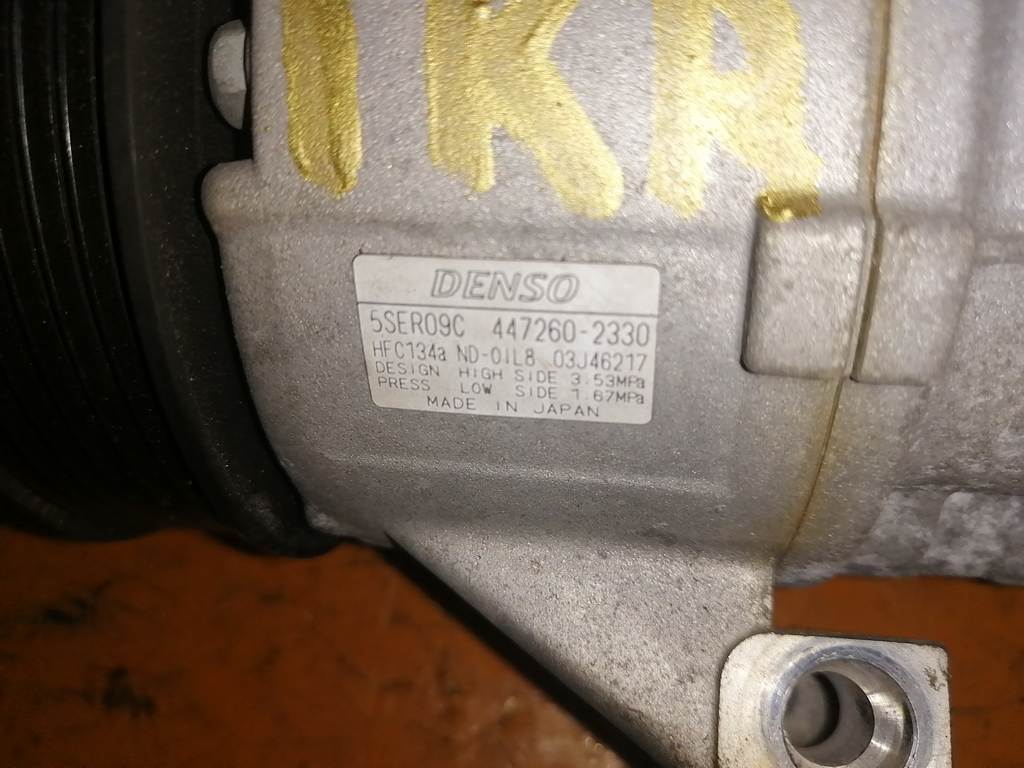 1KR
DENSO
5SER09C 447260-2330
HFC134a ND-OIL8 03J46217
DESIGN HIGH SIDE 3.53MPa
PRESS LOW SIDE 1.67MPa
MADE IN JAPAN